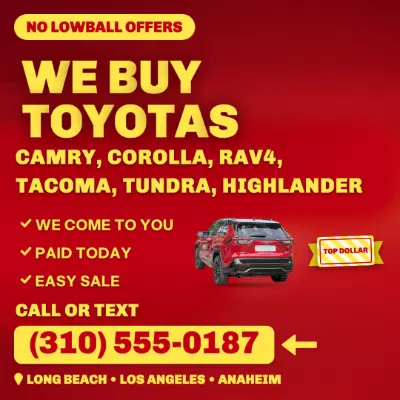 NO LOWBALL OFFERS
WE BUY
TOYOTAS
CAMRY, COROLLA, RAV4,
TACOMA, TUNDRA, HIGHLANDER
WE COME TO YOU
PAID TODAY
EASY SALE
TOP DOLLAR
CALL OR TEXT
(310) 555-0187
LONG BEACH • LOS ANGELES • ANAHEIM